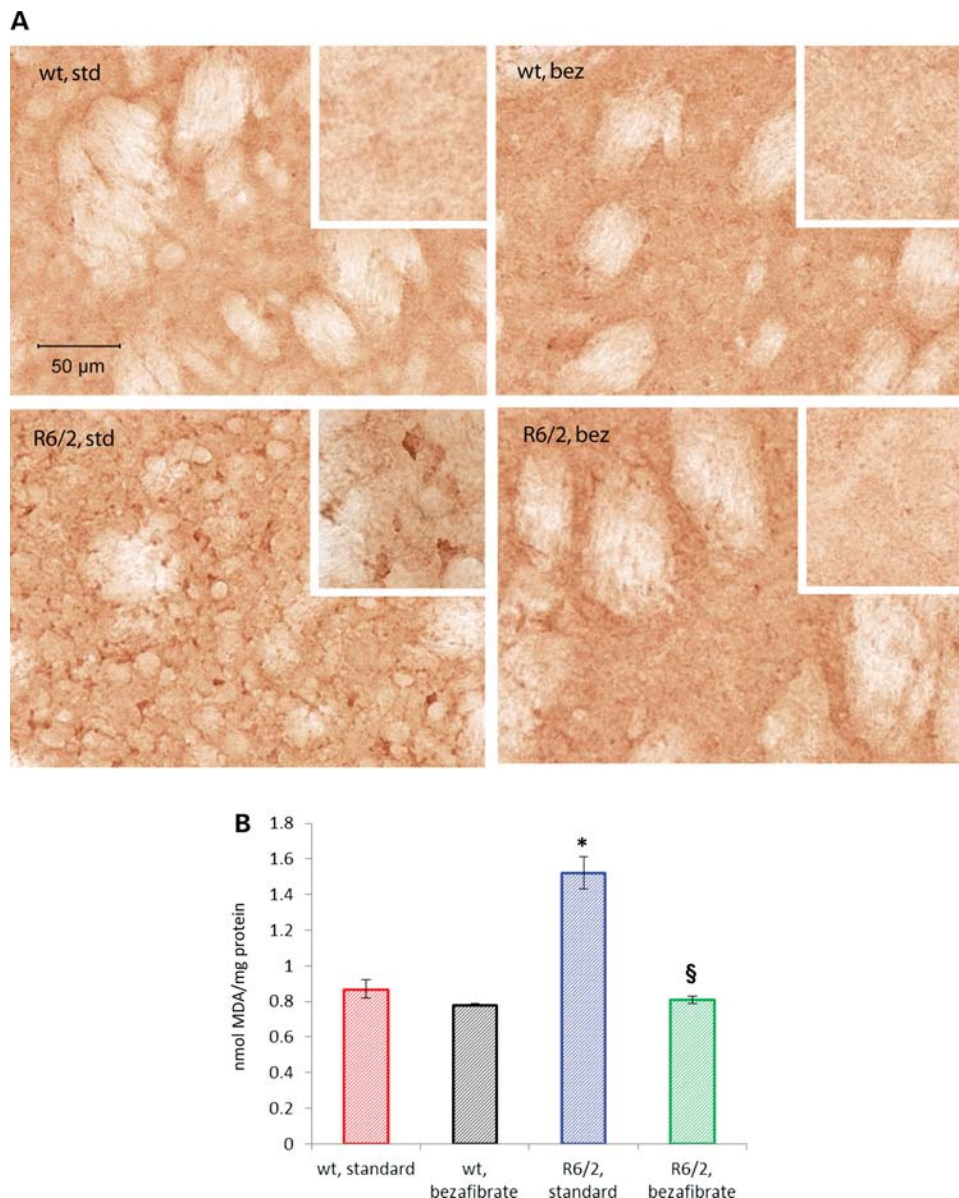 A
wt, std
wt, bez
50 µm
R6/2, std
R6/2, bez
B
1.8
1.6
1.4
1.2
1
0.8
0.6
0.4
0.2
0
nmol MDA/mg protein
*
§
wt, standard
wt,
bezafibrate
R6/2,
standard
R6/2,
bezafibrate